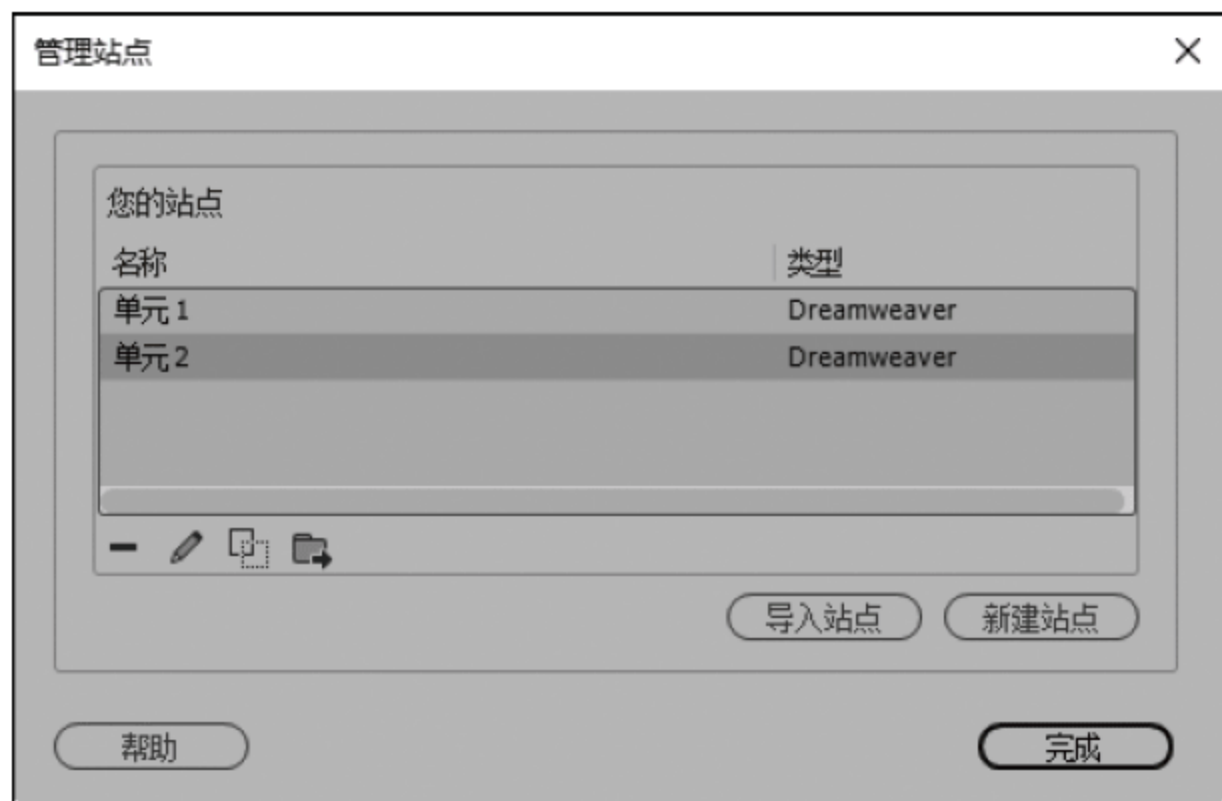 管理站点
您的站点
名称 类型
单元 1 Dreamweaver
单元 2 Dreamweaver
导入站点 新建站点
帮助 完成